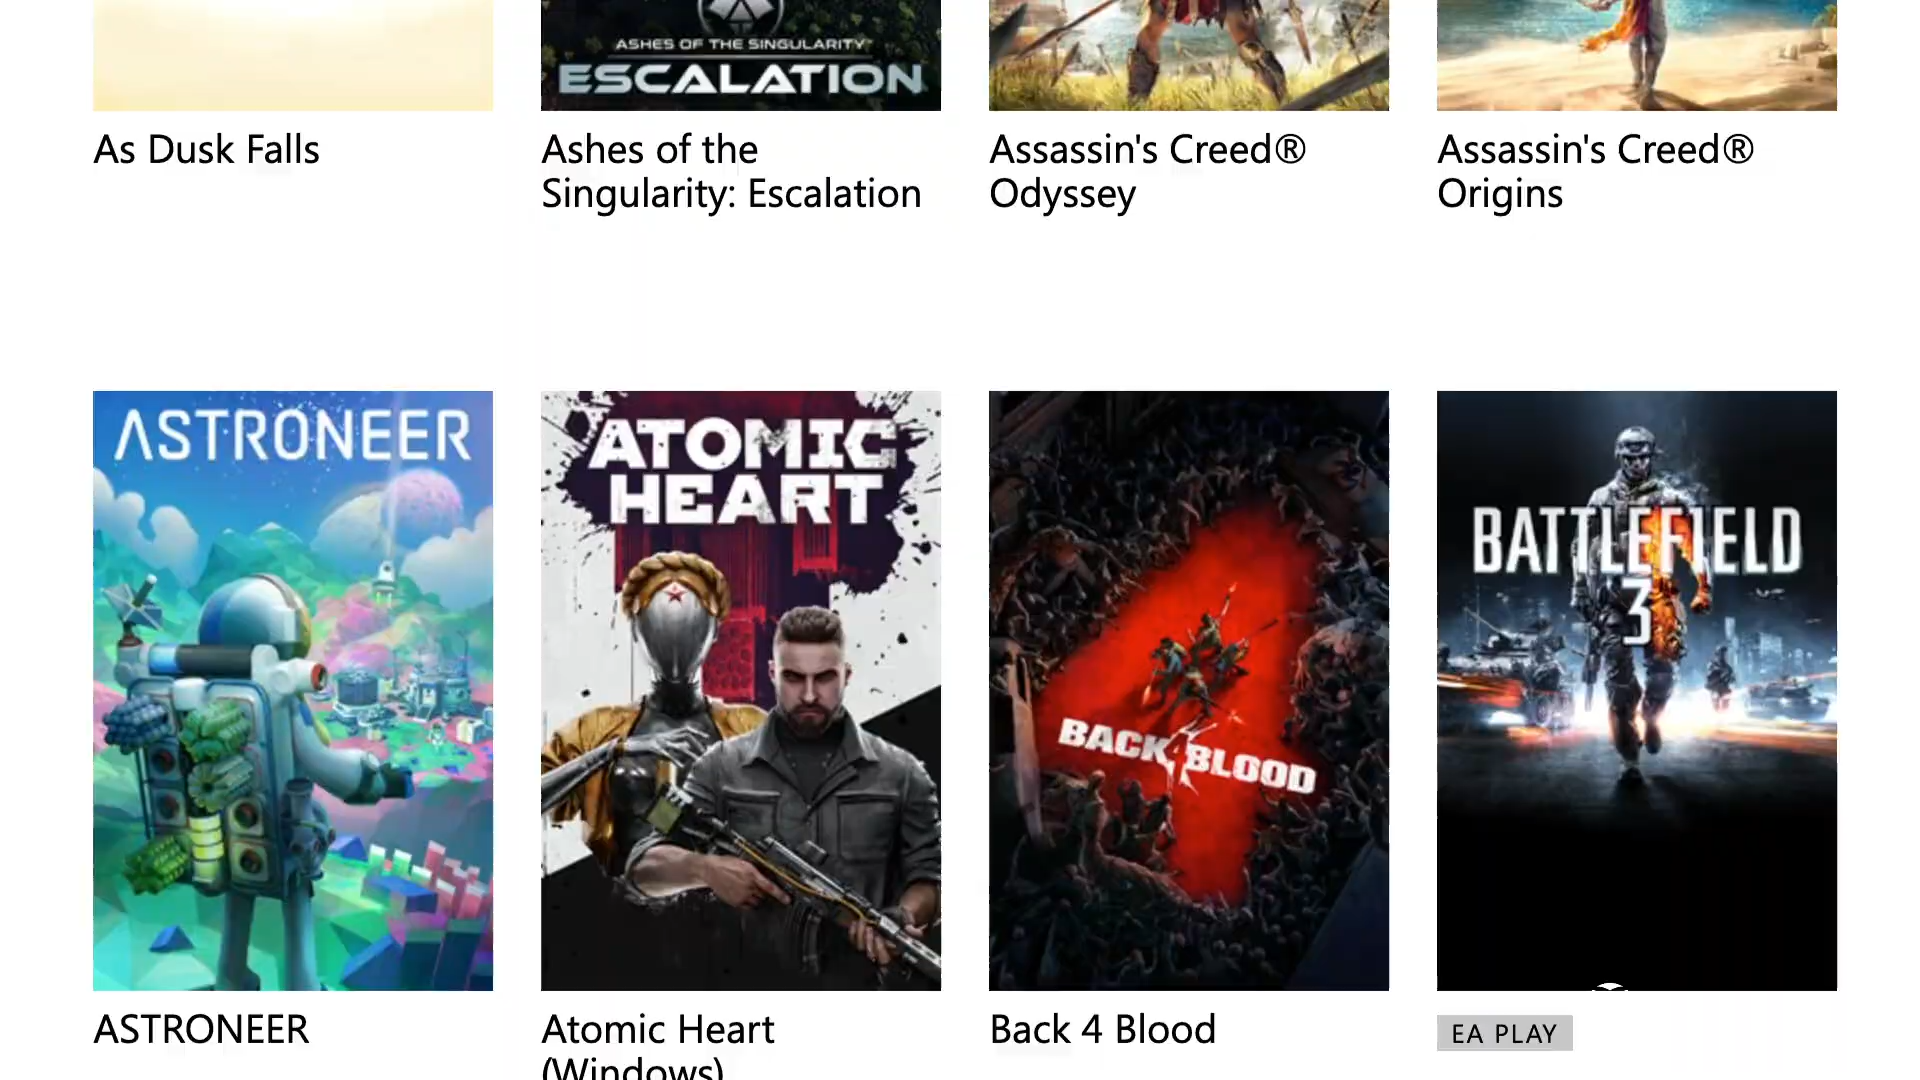 ASHES OF THE SINGULARITY
ESCALATION
As Dusk Falls
Ashes of the
Singularity: Escalation
Assassin's Creed®
Odyssey
Assassin's Creed®
Origins
ASTRONEER
ATOMIC
HEART
BACK 4 BLOOD
BATTLEFIELD
3
ASTRONEER
Atomic Heart
(Windows)
Back 4 Blood
EA PLAY